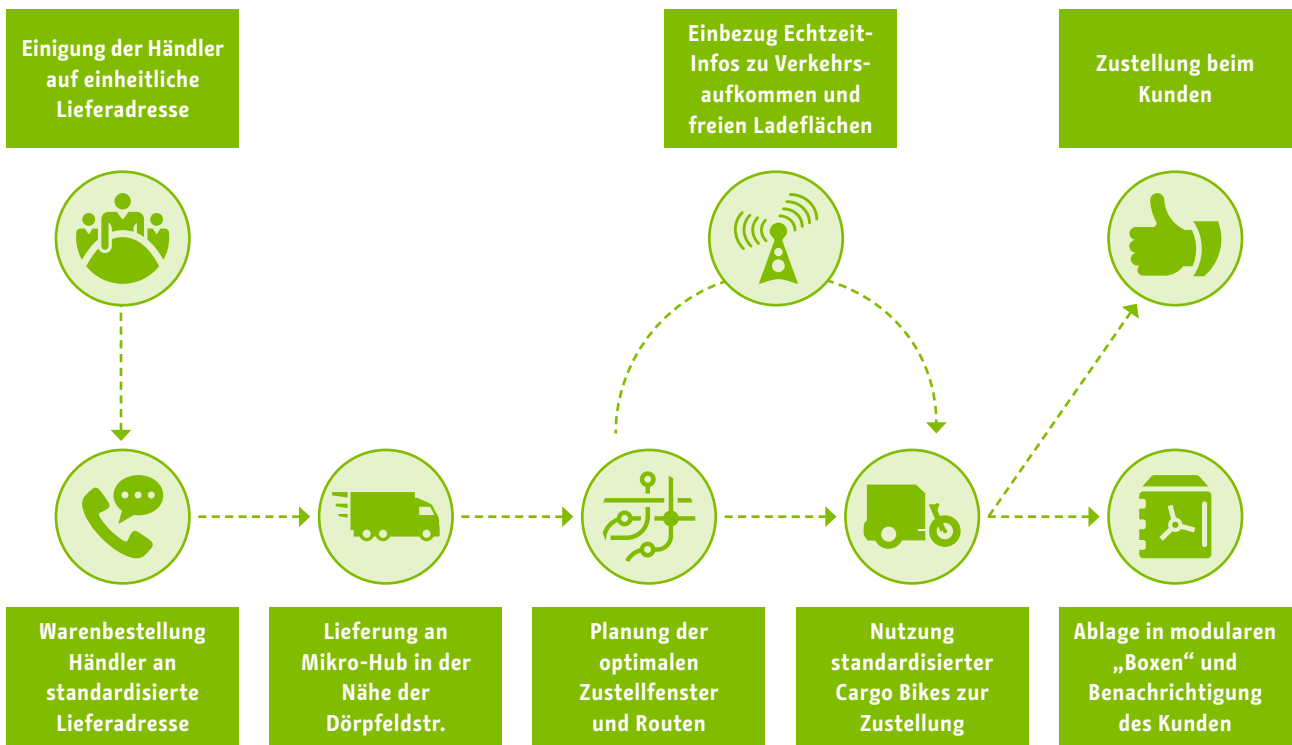 Einigung der Händler
auf einheitliche
Lieferadresse
Einbezug Echtzeit-
Infos zu Verkehrs-
aufkommen und
freien Ladeflächen
Zustellung beim
Kunden
Warenbestellung
Händler an
standardisierte
Lieferadresse
Lieferung an
Mikro-Hub in der
Nähe der
Dörpfeldstr.
Planung der
optimalen
Zustellfenster
und Routen
Nutzung
standardisierter
Cargo Bikes zur
Zustellung
Ablage in modularen
„Boxen“ und
Benachrichtigung
des Kunden